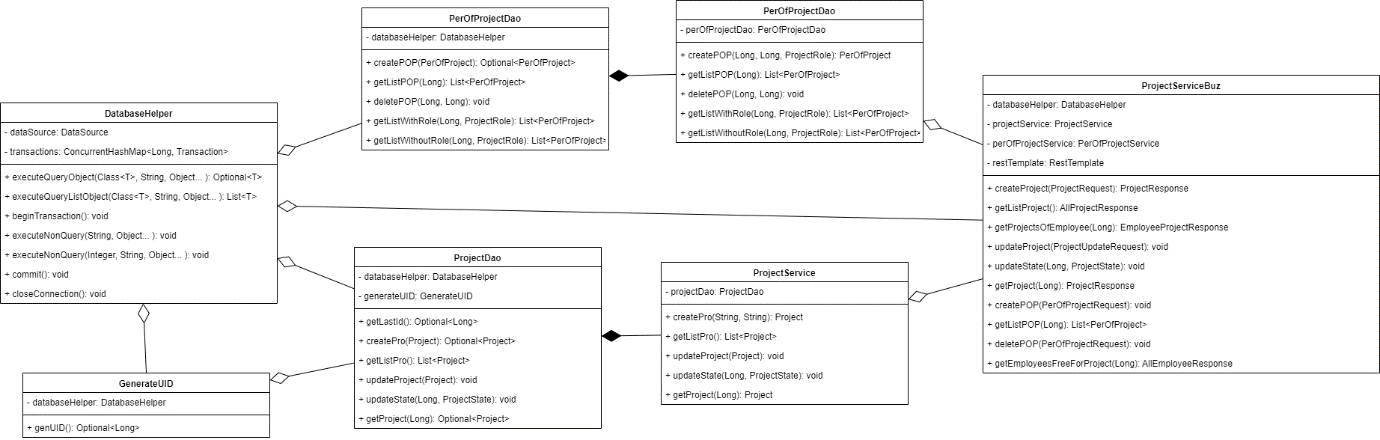 DatabaseHelper
- dataSource: DataSource
- transactions: ConcurrentHashMap<Long, Transaction>
+ executeQueryObject(Class<T>, String, Object... ): Optional<T>
+ executeQueryListObject(Class<T>, String, Object... ): List<T>
+ beginTransaction(): void
+ executeNonQuery(String, Object... ): void
+ executeNonQuery(Integer, String, Object... ): void
+ commit(): void
+ closeConnection(): void
GenerateUID
- databaseHelper: DatabaseHelper
+ genUID(): Optional<Long>
PerOfProjectDao
- databaseHelper: DatabaseHelper
+ createPOP(PerOfProject): Optional<PerOfProject>
+ getListPOP(Long): List<PerOfProject>
+ deletePOP(Long, Long): void
+ getListWithRole(Long, ProjectRole): List<PerOfProject>
+ getListWithoutRole(Long, ProjectRole): List<PerOfProject>
ProjectDao
- databaseHelper: DatabaseHelper
- generateUID: GenerateUID
+ getLastId(): Optional<Long>
+ createPro(Project): Optional<Project>
+ getListPro(): List<Project>
+ updateProject(Project): void
+ updateState(Long, ProjectState): void
+ getProject(Long): Optional<Project>
PerOfProjectDao
- perOfProjectDao: PerOfProjectDao
+ createPOP(Long, Long, ProjectRole): PerOfProject
+ getListPOP(Long): List<PerOfProject>
+ deletePOP(Long, Long): void
+ getListWithRole(Long, ProjectRole): List<PerOfProject>
+ getListWithoutRole(Long, ProjectRole): List<PerOfProject>
ProjectService
- projectDao: ProjectDao
+ createPro(String, String): Project
+ getListPro(): List<Project>
+ updateProject(Project): void
+ updateState(Long, ProjectState): void
+ getProject(Long): Project
ProjectServiceBuz
- databaseHelper: DatabaseHelper
- projectService: ProjectService
- perOfProjectService: PerOfProjectService
- restTemplate: RestTemplate
+ createProject(ProjectRequest): ProjectResponse
+ getListProject(): AllProjectResponse
+ getProjectsOfEmployee(Long): EmployeeProjectResponse
+ updateProject(ProjectUpdateRequest): void
+ updateState(Long, ProjectState): void
+ getProject(Long): ProjectResponse
+ createPOP(PerOfProjectRequest): void
+ getListPOP(Long): List<PerOfProject>
+ deletePOP(PerOfProjectRequest): void
+ getEmployeesFreeForProject(Long): AllEmployeeResponse